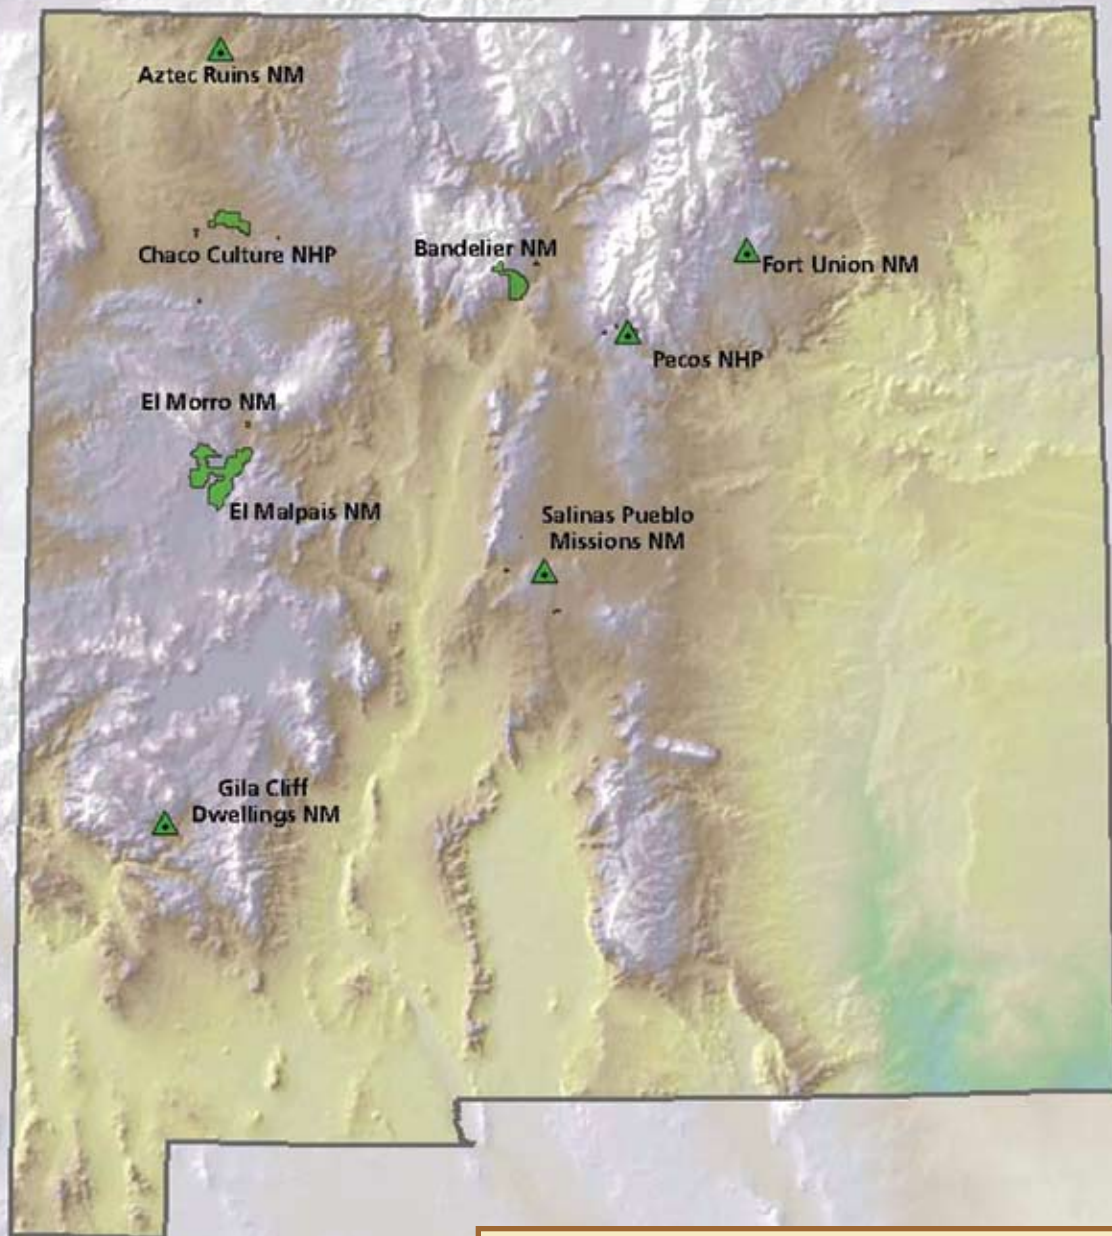 Aztec Ruins NM
Chaco Culture NHP
Bandelier NM
Fort Union NM
Pecos NHP
El Morro NM
El Malpais NM
Salinas Pueblo
Missions NM
Gila Cliff
Dwellings NM